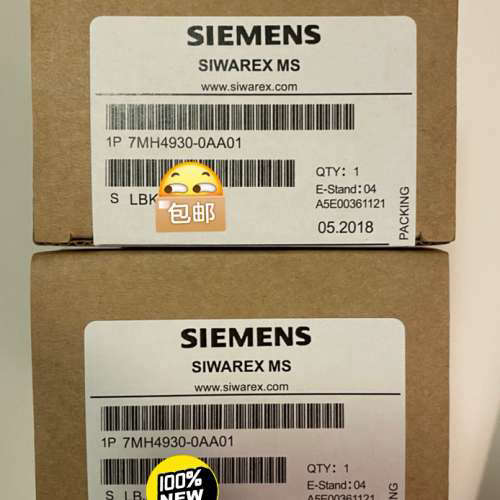 SIEMENS
SIWAREX MS
www.siwarex.com
1P 7MH4930-0AA01
QTY: 1
S LBK
包邮
E-Stand: 04
A5E00361121
05.2018
PACKING
SIEMENS
SIWAREX MS
www.siwarex.com
1P 7MH4930-0AA01
QTY: 1
S
E-Stand: 04
A5E00361121
100%
NEW